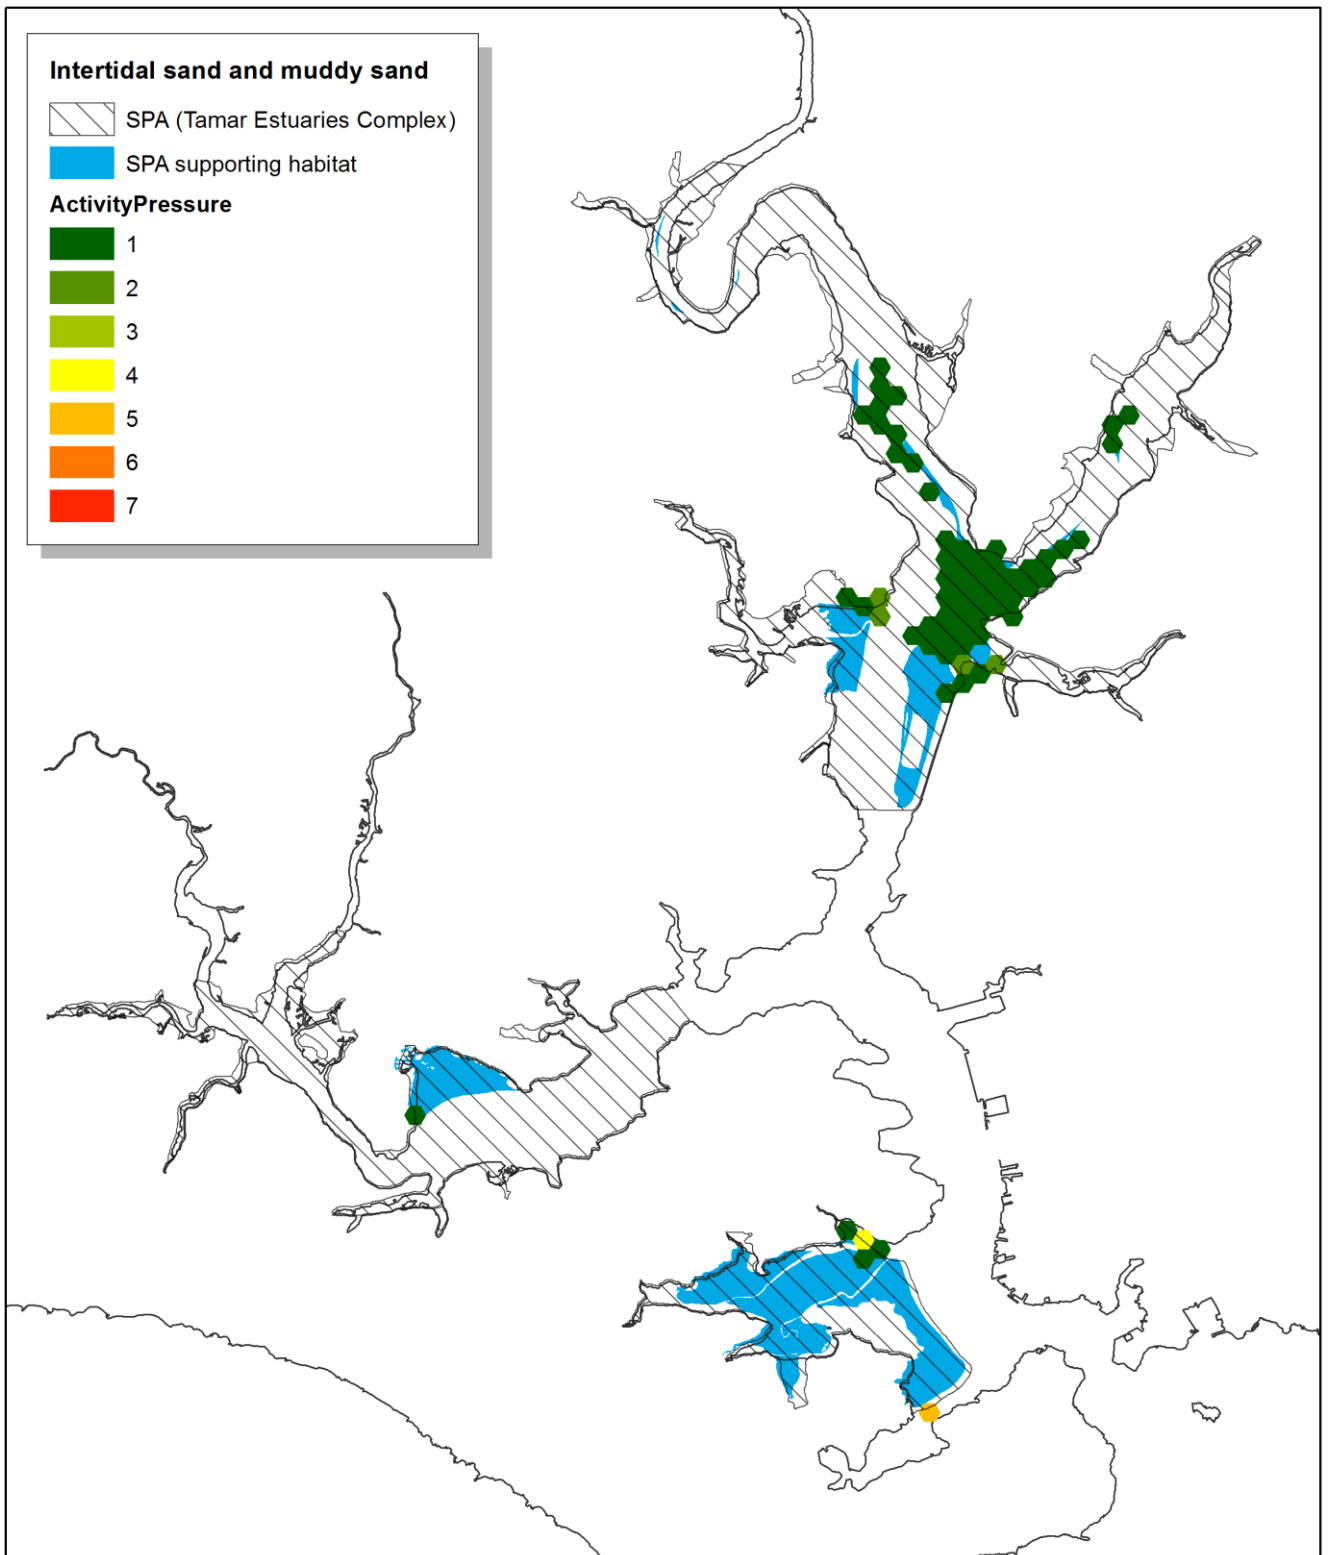 Intertidal sand and muddy sand
SPA (Tamar Estuaries Complex)
SPA supporting habitat
ActivityPressure
1
2
3
4
5
6
7